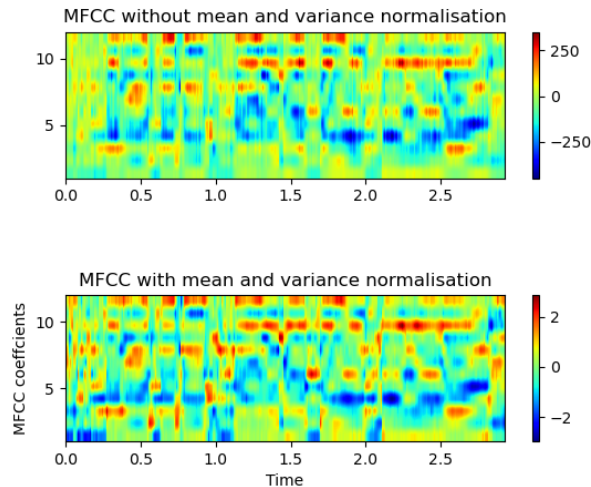 MFCC without mean and variance normalisation
10
5
0.0 0.5 1.0 1.5 2.0 2.5
250
0
−250
MFCC with mean and variance normalisation
MFCC coeffcients
10
5
0.0 0.5 1.0 1.5 2.0 2.5
Time
2
0
−2